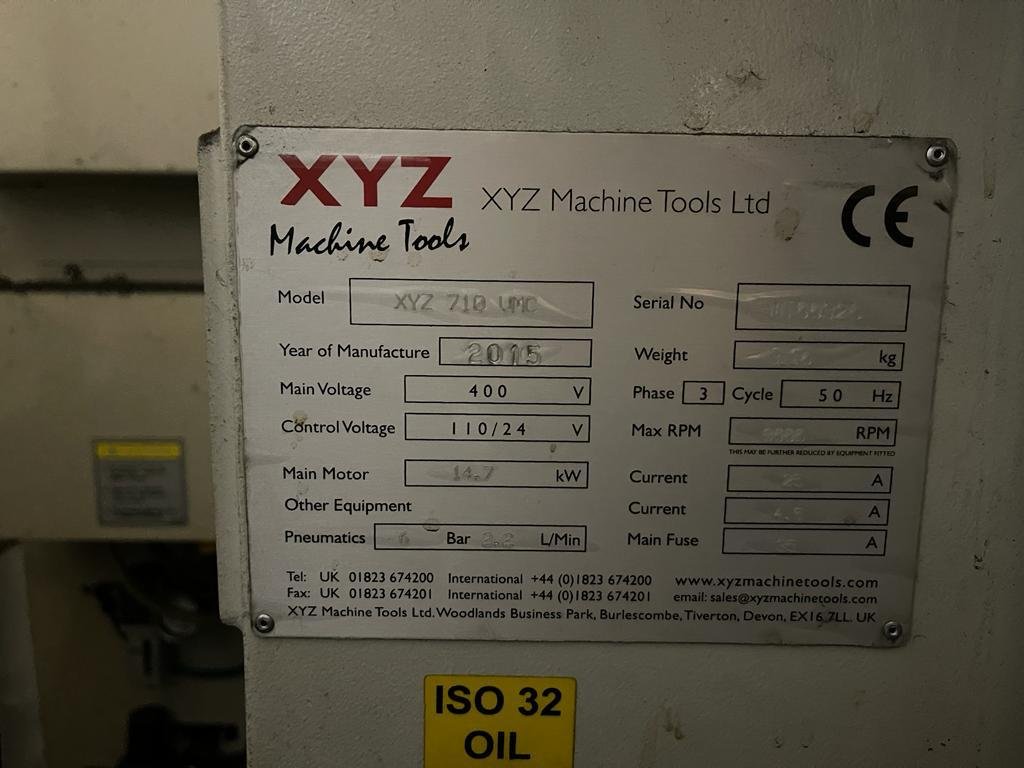 XYZ
Machine Tools
XYZ Machine Tools Ltd
CE
Model XYZ 710 VMC
Serial No
Year of Manufacture 2015
Weight kg
Main Voltage 400 V
Phase 3 Cycle 50 Hz
Control Voltage 110/24 V
Max RPM RPM
THIS MAY BE FURTHER REDUCED BY EQUIPMENT FITTED
Main Motor 14.7 kW
Current A
Other Equipment
Current 4.5 A
Pneumatics 6 Bar L/Min
Main Fuse A
Tel: UK 01823 674200 International +44 (0)1823 674200 www.xyzmachinetools.com
Fax: UK 01823 674201 International +44 (0)1823 674201 email: sales@xyzmachinetools.com
XYZ Machine Tools Ltd. Woodlands Business Park, Burlescombe, Tiverton, Devon, EX16 7LL. UK
ISO 32
OIL